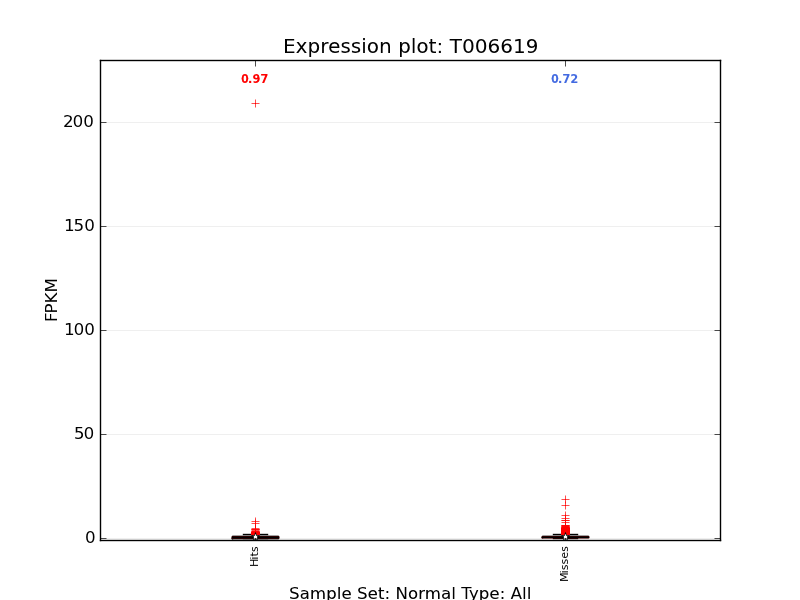 Expression plot: T006619
0.97
0.72
200
150
100
50
0
FPKM
Hits
Misses
Sample Set: Normal Type: All